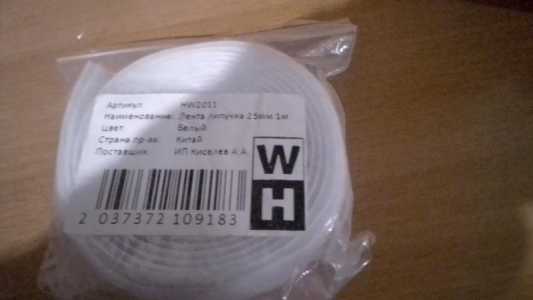 Артикул: HW2011
Наименование: Лента липучка 25мм 1м
Цвет: Белый
Страна пр-ва: Китай
Поставщик: ИП Киселев А.А.
W
H
2 037372 109183